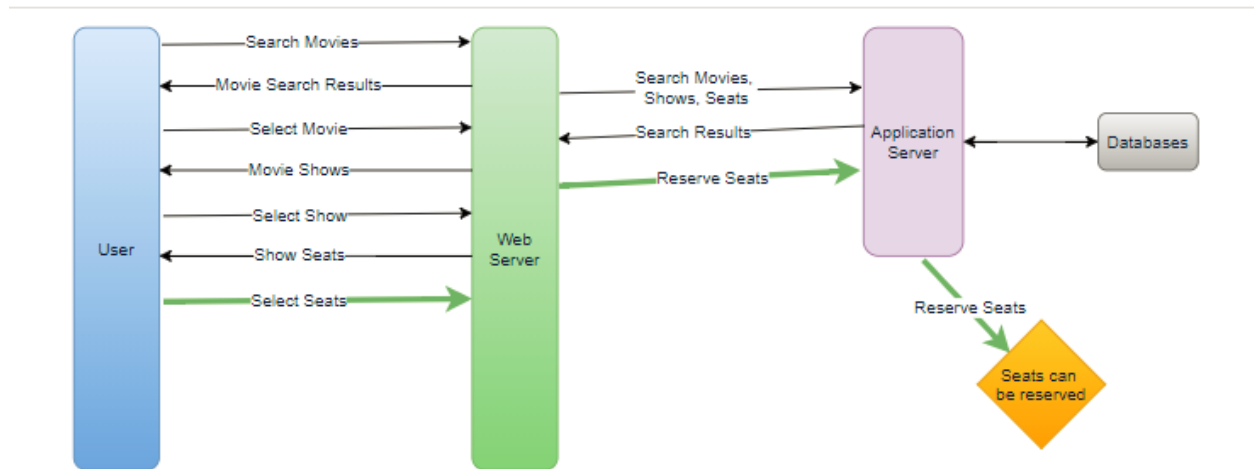 Search Movies
Movie Search Results
Select Movie
Movie Shows
Select Show
Show Seats
Select Seats
User
Web
Server
Search Movies,
Shows, Seats
Search Results
Reserve Seats
Application
Server
Databases
Reserve Seats
Seats can
be reserved